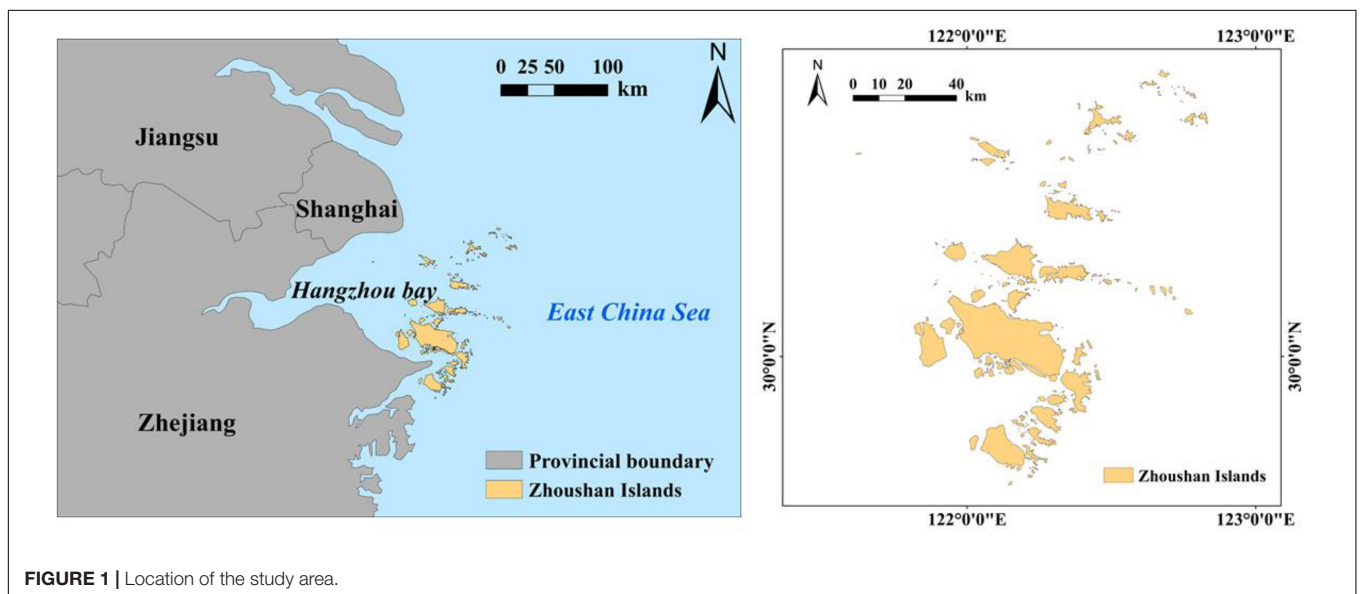 N
0 25 50 100
km
Jiangsu
Shanghai
Hangzhou bay
East China Sea
Zhejiang
Provincial boundary
Zhoushan Islands
122°0'0"E 123°0'0"E
N
0 10 20 40
km
30°0'0"N 30°0'0"N
Zhoushan Islands
122°0'0"E 123°0'0"E
FIGURE 1 | Location of the study area.